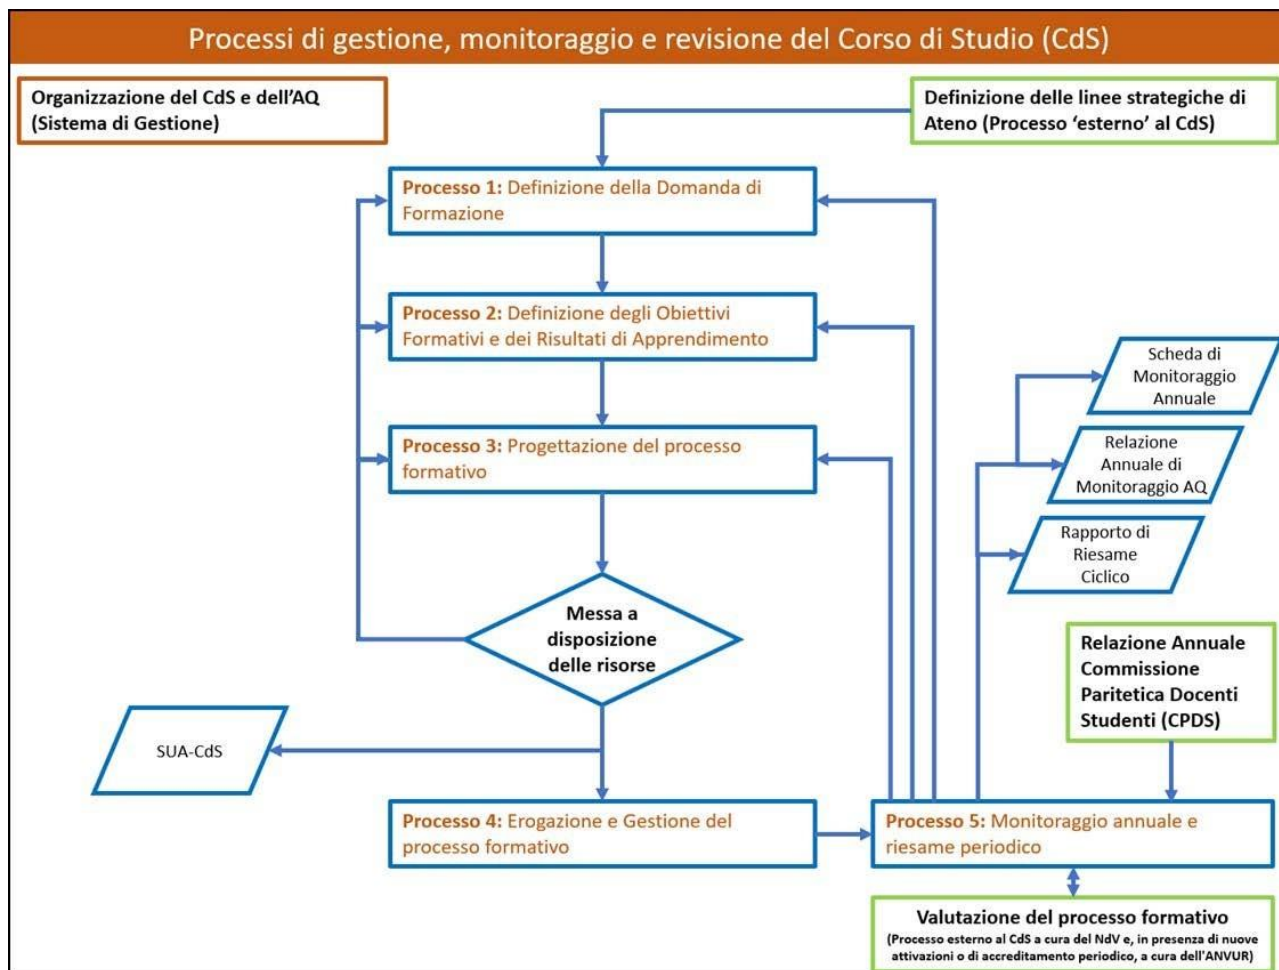 Processi di gestione, monitoraggio e revisione del Corso di Studio (CdS)
Organizzazione del CdS e dell'AQ
(Sistema di Gestione)
Definizione delle linee strategiche di
Ateno (Processo 'esterno' al CdS)
Processo 1: Definizione della Domanda di
Formazione
Processo 2: Definizione degli Obiettivi
Formativi e dei Risultati di Apprendimento
Processo 3: Progettazione del processo
formativo
Scheda di
Monitoraggio
Annuale
Relazione
Annuale di
Monitoraggio AQ
Rapporto di
Riesame
Ciclico
Messa a
disposizione
delle risorse
Relazione Annuale
Commissione
Paritetica Docenti
Studenti (CPDS)
SUA-CdS
Processo 4: Erogazione e Gestione del
processo formativo
Processo 5: Monitoraggio annuale e
riesame periodico
Valutazione del processo formativo
(Processo esterno al CdS a cura del NdV e, in presenza di nuove
attivazioni o di accreditamento periodico, a cura dell'ANVUR)